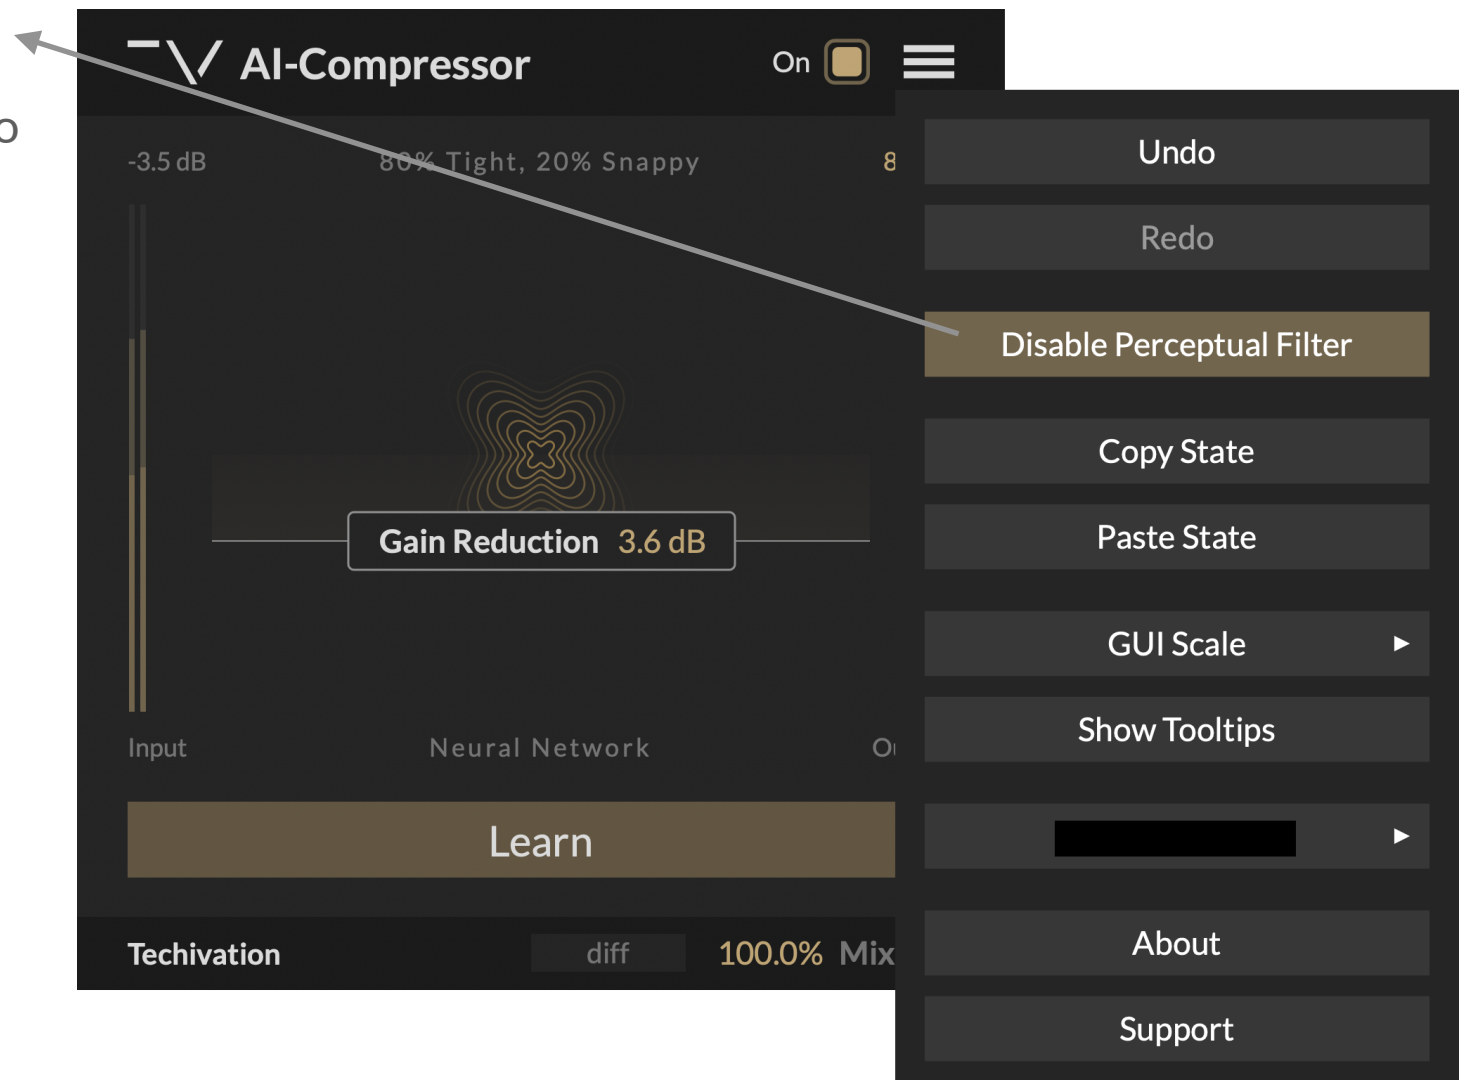 AI-Compressor
On
o
-3.5 dB
80% Tight, 20% Snappy
8
Undo
Redo
Disable Perceptual Filter
Copy State
Paste State
Gain Reduction 3.6 dB
GUI Scale
Show Tooltips
Input
Neural Network
Learn
Techivation
diff
100.0% Mix
About
Support